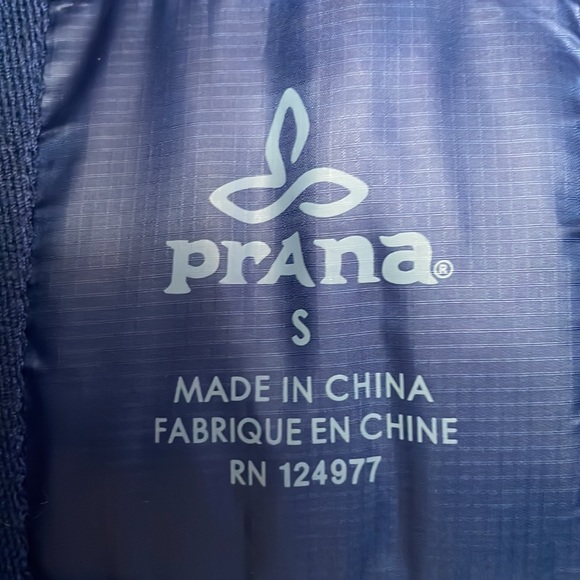 prAna®
S
MADE IN CHINA
FABRIQUE EN CHINE
RN 124977